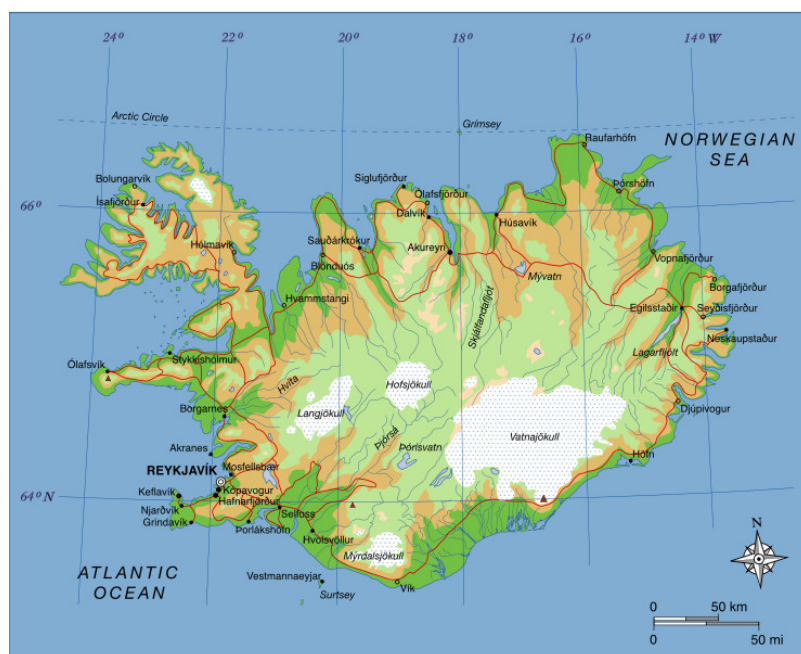 24º
22º
20º
18º
16º
14º W
Arctic Circle
Grímsey
NORWEGIAN
SEA
Raufarhöfn
Bolungarvík
Siglufjörður
Ólafsfjörður
Þórshöfn
66º
Ísafjörður
Dalvík
Húsavík
Hólmavík
Sauðárkrókur
Akureyri
Blönduós
Vopnafjörður
Mývatn
Borgafjörður
Hvammstangi
Skjálfandafljót
Egilsstaðir
Seyðisfjörður
Neskaupstaður
Stykkishólmur
Lagarfljólt
Ólafsvík
Hvíta
Hofsjökull
Djúpivogur
Borgarnes
Langjökull
Þjórsá
Vatnajökull
Akranes
Þórisvatn
Höfn
REYKJAVÍK
Mosfellsbær
64º N
Keflavík
Kópavogur
Hafnarfjörður
Njarðvík
Selfoss
Grindavík
Þorlákshöfn
Hvolsvöllur
Mýrdalsjökull
N
ATLANTIC
OCEAN
Vestmannaeyjar
Surtsey
Vík
0 50 km
0 50 mi